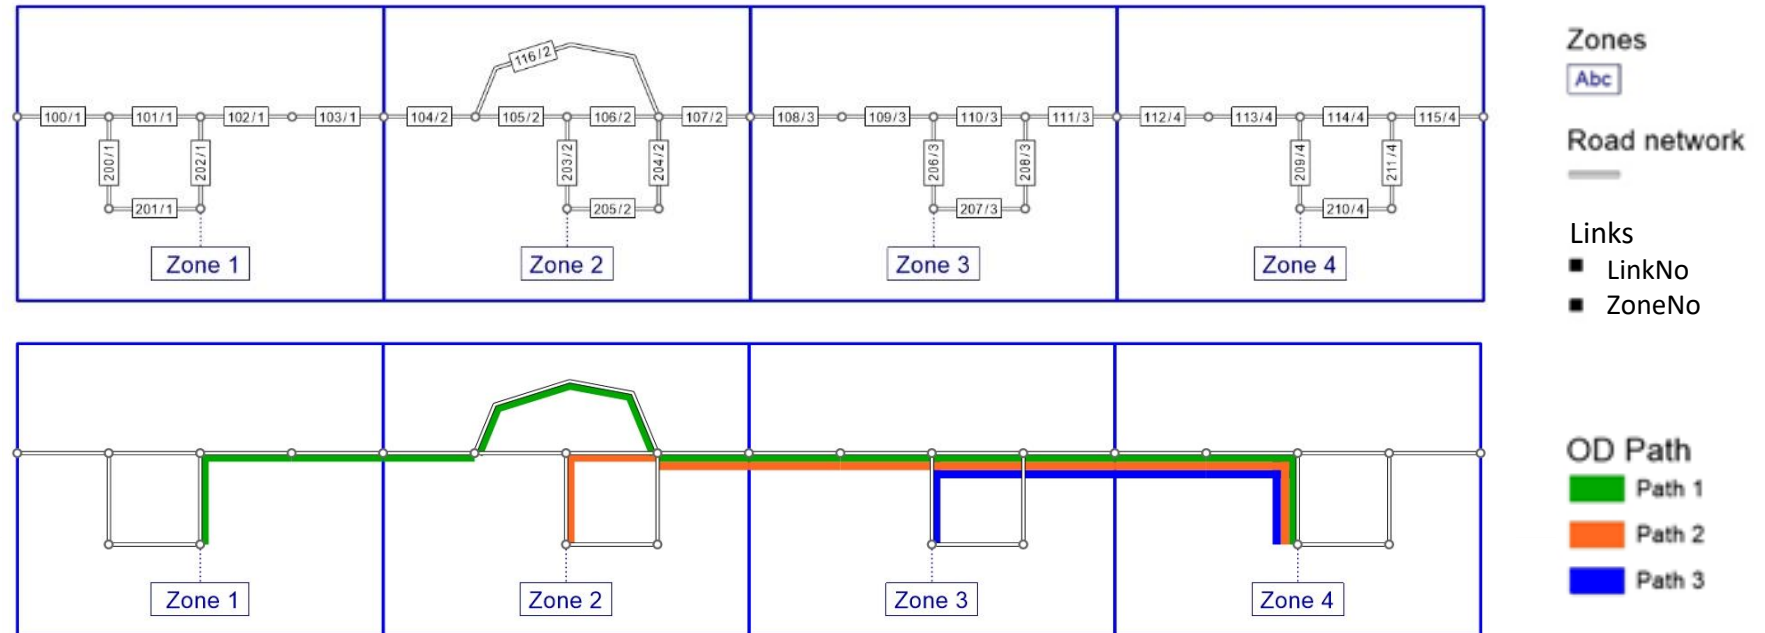 116/2
100/1 101/1 102/1 103/1 104/2 105/2 106/2 107/2 108/3 109/3 110/3 111/3 112/4 113/4 114/4 115/4
200/1 202/1 203/2 204/2 206/3 208/3 209/4 211/4
201/1 205/2 207/3 210/4
Zone 1 Zone 2 Zone 3 Zone 4
Zones
Abc
Road network
Links
LinkNo
ZoneNo
Zone 1 Zone 2 Zone 3 Zone 4
OD Path
Path 1
Path 2
Path 3